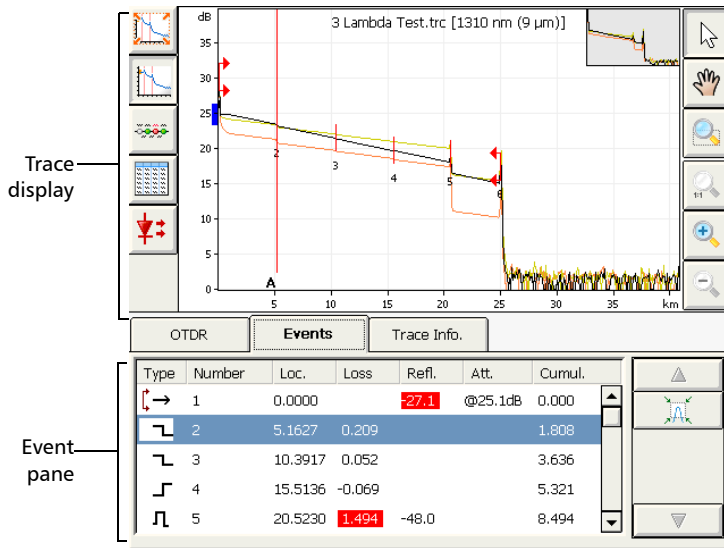 dB
3 Lambda Test.trc [1310 nm (9 µm)]
35
30
25
20
15
10
5
0
2
3
4
5
6
A
5
10
15
20
25
30
35
km
1:1
Trace
display
OTDR
Events
Trace Info.
Type Number Loc. Loss Refl. Att. Cumul.
1 0.0000 -27.1 @25.1dB 0.000
2 5.1627 0.209 1.808
3 10.3917 0.052 3.636
4 15.5136 -0.069 5.321
5 20.5230 1.494 -48.0 8.494
Event
pane